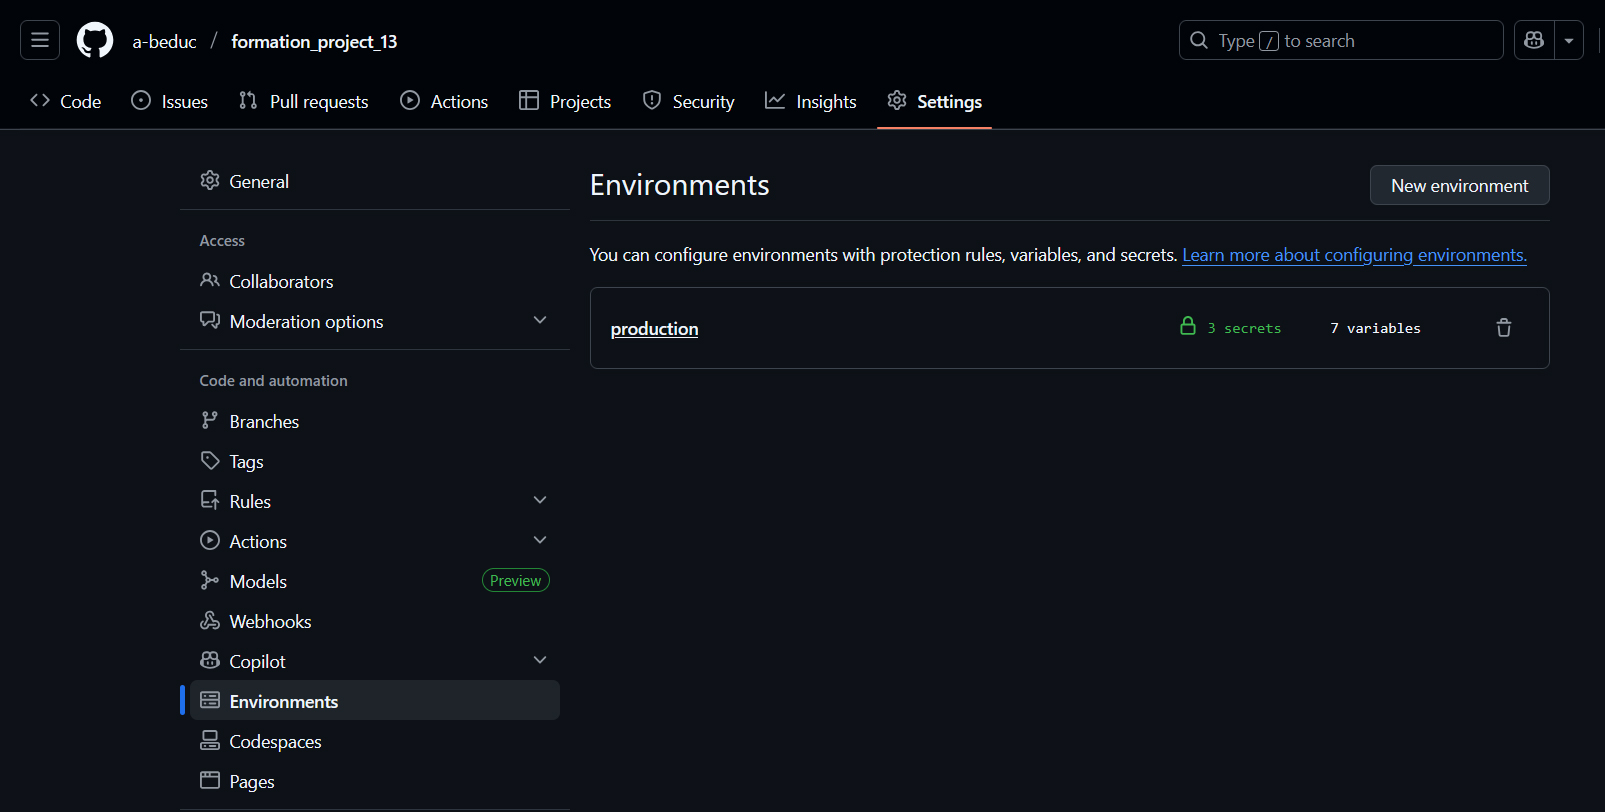 a-beduc / formation_project_13
Type / to search
Code
Issues
Pull requests
Actions
Projects
Security
Insights
Settings
General
Access
Collaborators
Moderation options
Code and automation
Branches
Tags
Rules
Actions
Models Preview
Webhooks
Copilot
Environments
Codespaces
Pages
Environments
New environment
You can configure environments with protection rules, variables, and secrets. Learn more about configuring environments.
production
3 secrets
7 variables